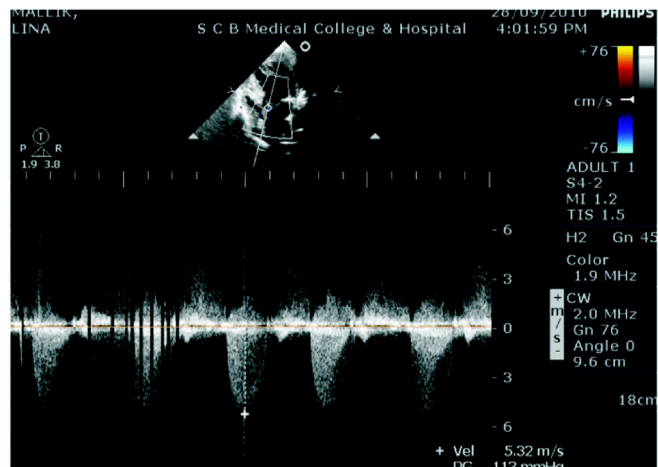 MALLIK,
LINA
S C B Medical College & Hospital
28/09/2010
4:01:59 PM
PHILIPS
+76
cm/s
-76
T
P R
1.9 3.8
ADULT 1
S4-2
MI 1.2
TIS 1.5
H2 Gn 45
Color
1.9 MHz
CW
2.0 MHz
Gn 76
Angle 0
9.6 cm
18cm
- 6
- 3
- 0
- 3
- 6
+
m
/
s
-
+ Vel 5.32 m/s
PG 112 mmHg